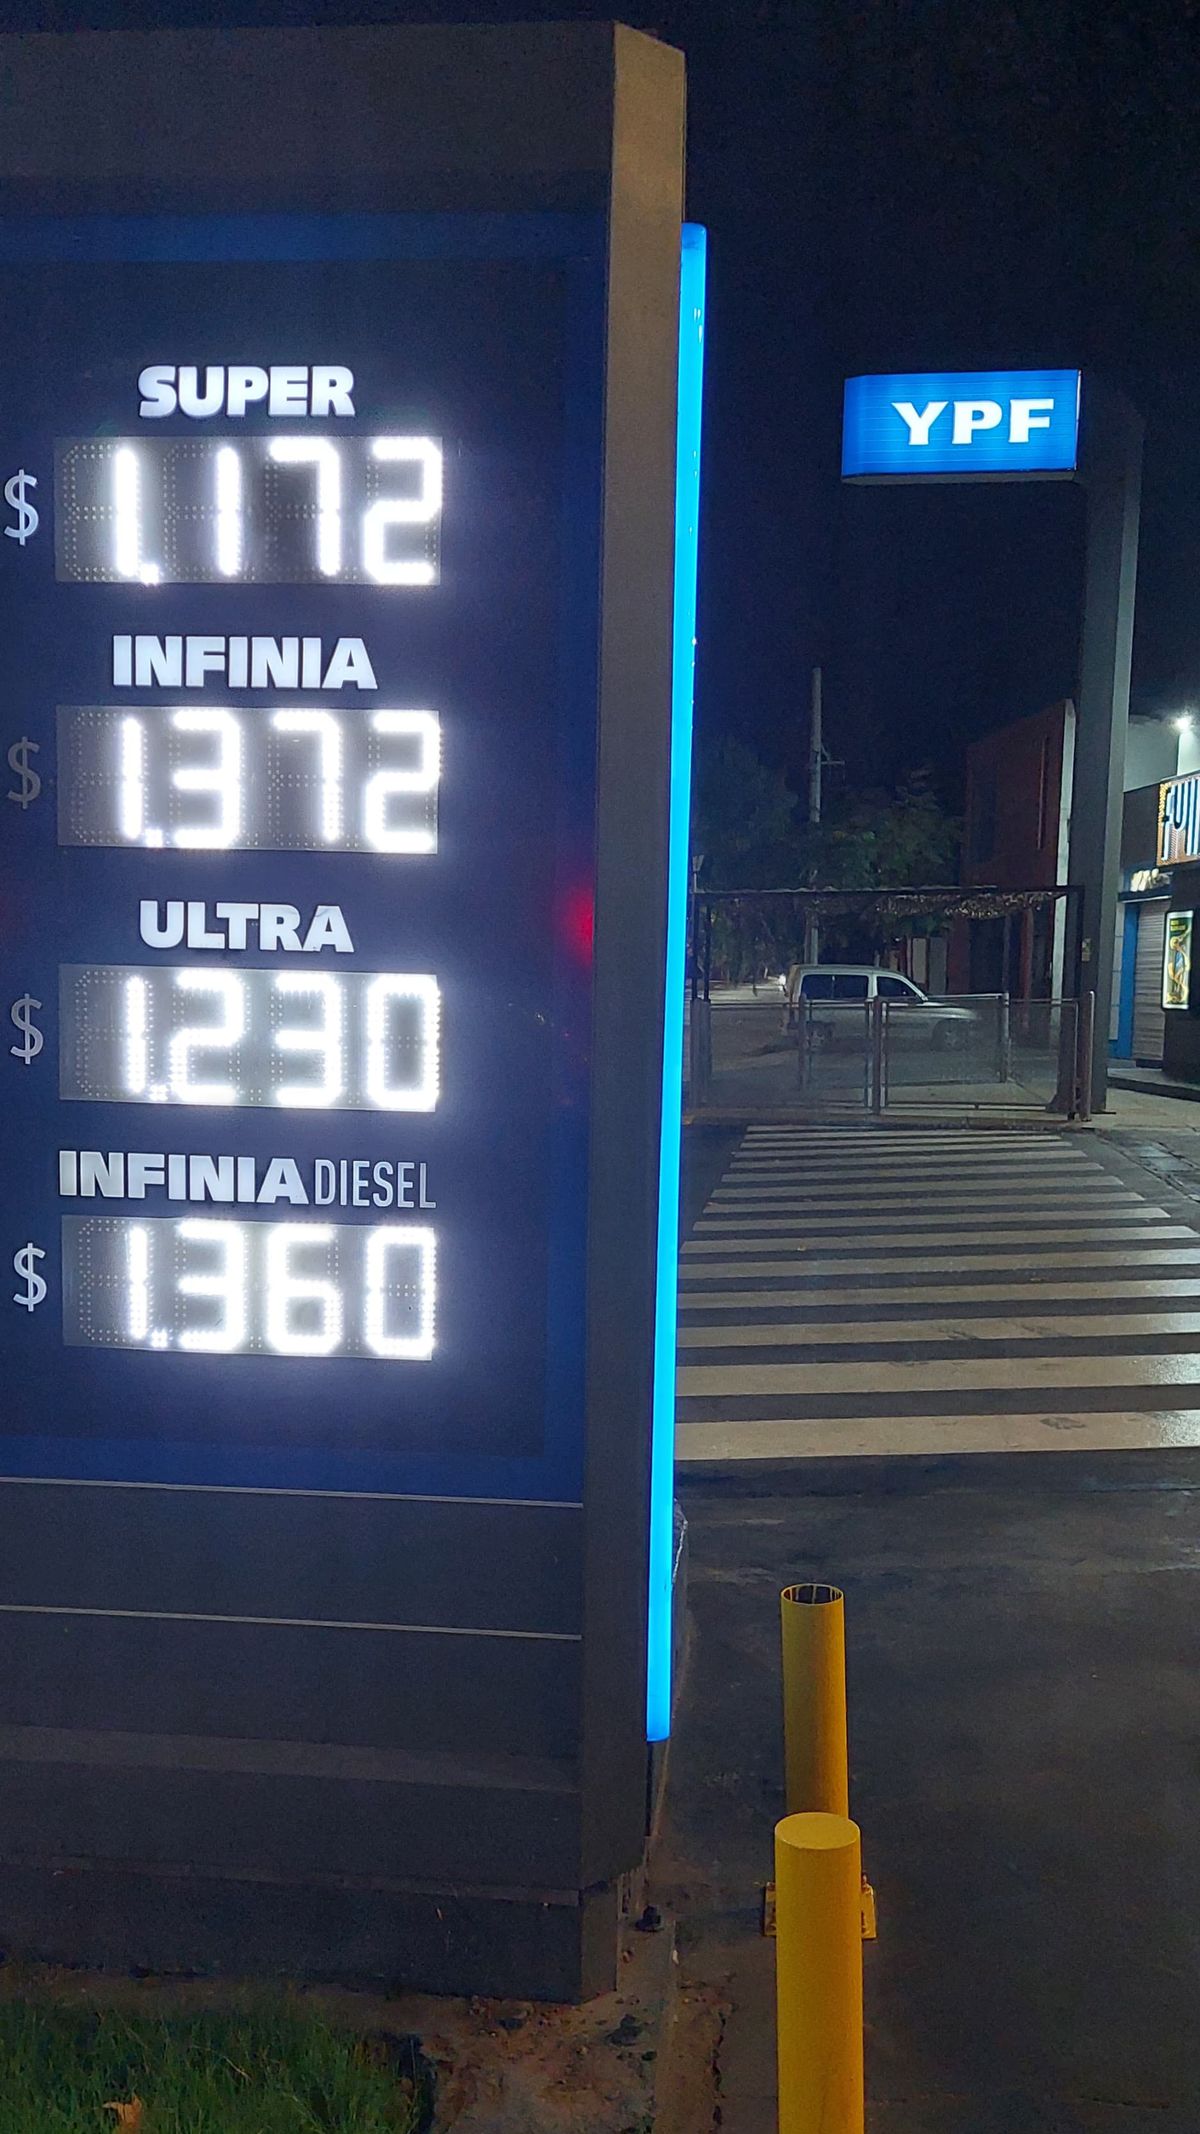 SUPER
$ 1.172
INFINIA
$ 1.372
ULTRA
$ 1.230
INFINIA DIESEL
$ 1.360
YPF